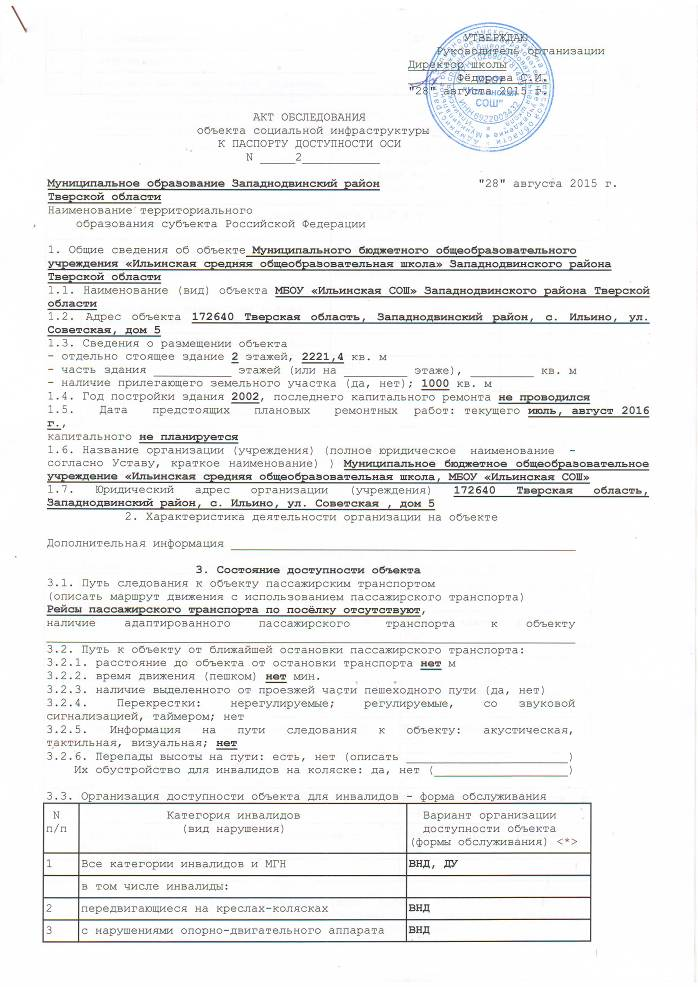 УТВЕРЖДАЮ
Руководитель организации
Директор школы
Фёдорова С.И.
"28" августа 2015 г.
"Ильинская
СОШ"
АКТ ОБСЛЕДОВАНИЯ
объекта социальной инфраструктуры
К ПАСПОРТУ ДОСТУПНОСТИ ОСИ
N _____2___________
Муниципальное образование Западнодвинский район "28" августа 2015 г.
Тверской области
Наименование территориального
образования субъекта Российской Федерации
1. Общие сведения об объекте Муниципального бюджетного общеобразовательного
учреждения «Ильинская средняя общеобразовательная школа» Западнодвинского района
Тверской области
1.1. Наименование (вид) объекта МБОУ «Ильинская СОШ» Западнодвинского района Тверской
области
1.2. Адрес объекта 172640 Тверская область, Западнодвинский район, с. Ильино, ул.
Советская, дом 5
1.3. Сведения о размещении объекта
- отдельно стоящее здание 2 этажей, 2221,4 кв. м
- часть здания ___________ этажей (или на _________ этаже), _________ кв. м
- наличие прилегающего земельного участка (да, нет); 1000 кв. м
1.4. Год постройки здания 2002, последнего капитального ремонта не проводился
1.5. Дата предстоящих плановых ремонтных работ: текущего июль, август 2016
г.,
капитального не планируется
1.6. Название организации (учреждения) (полное юридическое наименование -
согласно Уставу, краткое наименование) ) Муниципальное бюджетное общеобразовательное
учреждение «Ильинская средняя общеобразовательная школа, МБОУ «Ильинская СОШ»
1.7. Юридический адрес организации (учреждения) 172640 Тверская область,
Западнодвинский район, с. Ильино, ул. Советская , дом 5
2. Характеристика деятельности организации на объекте
Дополнительная информация _________________________________________________
3. Состояние доступности объекта
3.1. Путь следования к объекту пассажирским транспортом
(описать маршрут движения с использованием пассажирского транспорта)
Рейсы пассажирского транспорта по посёлку отсутствуют,
наличие адаптированного пассажирского транспорта к объекту
___________________________________________________________________________
3.2. Путь к объекту от ближайшей остановки пассажирского транспорта:
3.2.1. расстояние до объекта от остановки транспорта нет м
3.2.2. время движения (пешком) нет мин.
3.2.3. наличие выделенного от проезжей части пешеходного пути (да, нет)
3.2.4. Перекрестки: нерегулируемые; регулируемые, со звуковой
сигнализацией, таймером; нет
3.2.5. Информация на пути следования к объекту: акустическая,
тактильная, визуальная; нет
3.2.6. Перепады высоты на пути: есть, нет (описать _______________________)
Их обустройство для инвалидов на коляске: да, нет (___________________)
3.3. Организация доступности объекта для инвалидов - форма обслуживания
N Категория инвалидов Вариант организации
п/п (вид нарушения) доступности объекта
(формы обслуживания) <*>
1 Все категории инвалидов и МГН ВНД, ДУ
в том числе инвалиды:
2 передвигающиеся на креслах-колясках ВНД
3 с нарушениями опорно-двигательного аппарата ВНД